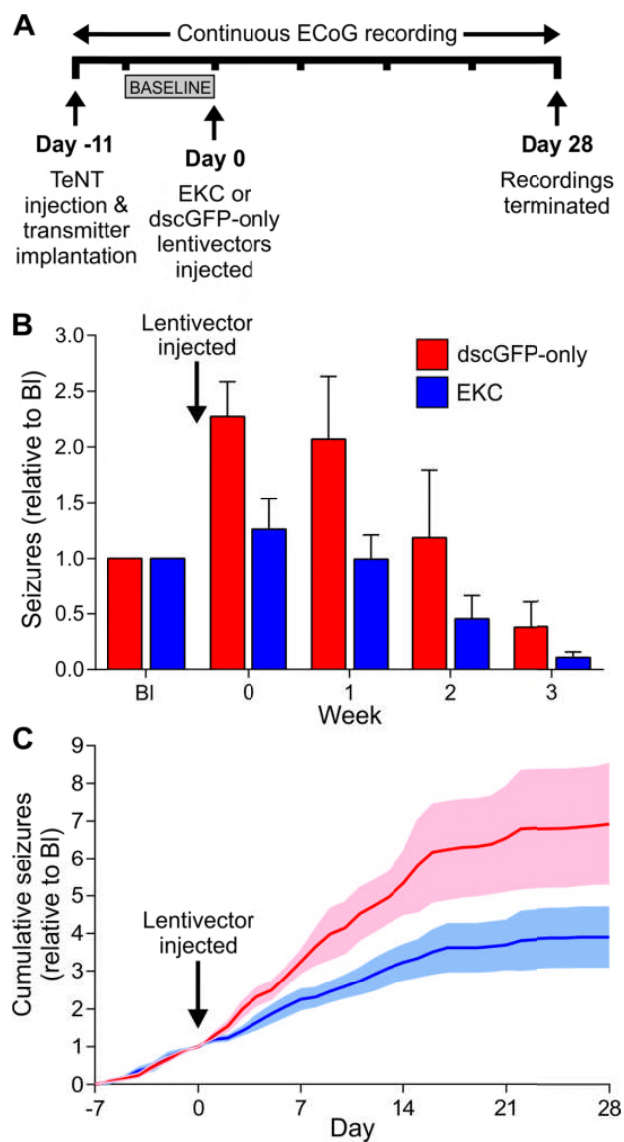 A
Continuous ECoG recording
BASELINE
Day -11
TeNT
injection &
transmitter
implantation
Day 0
EKC or
dscGFP-only
lentivectors
injected
Day 28
Recordings
terminated
B
Lentivector
injected
dscGFP-only
EKC
Seizures (relative to Bl)
3.0
2.5
2.0
1.5
1.0
0.5
0.0
Bl 0 1 2 3
Week
C
Lentivector
injected
Cumulative seizures
(relative to Bl)
9
8
7
6
5
4
3
2
1
0
-7 0 7 14 21 28
Day